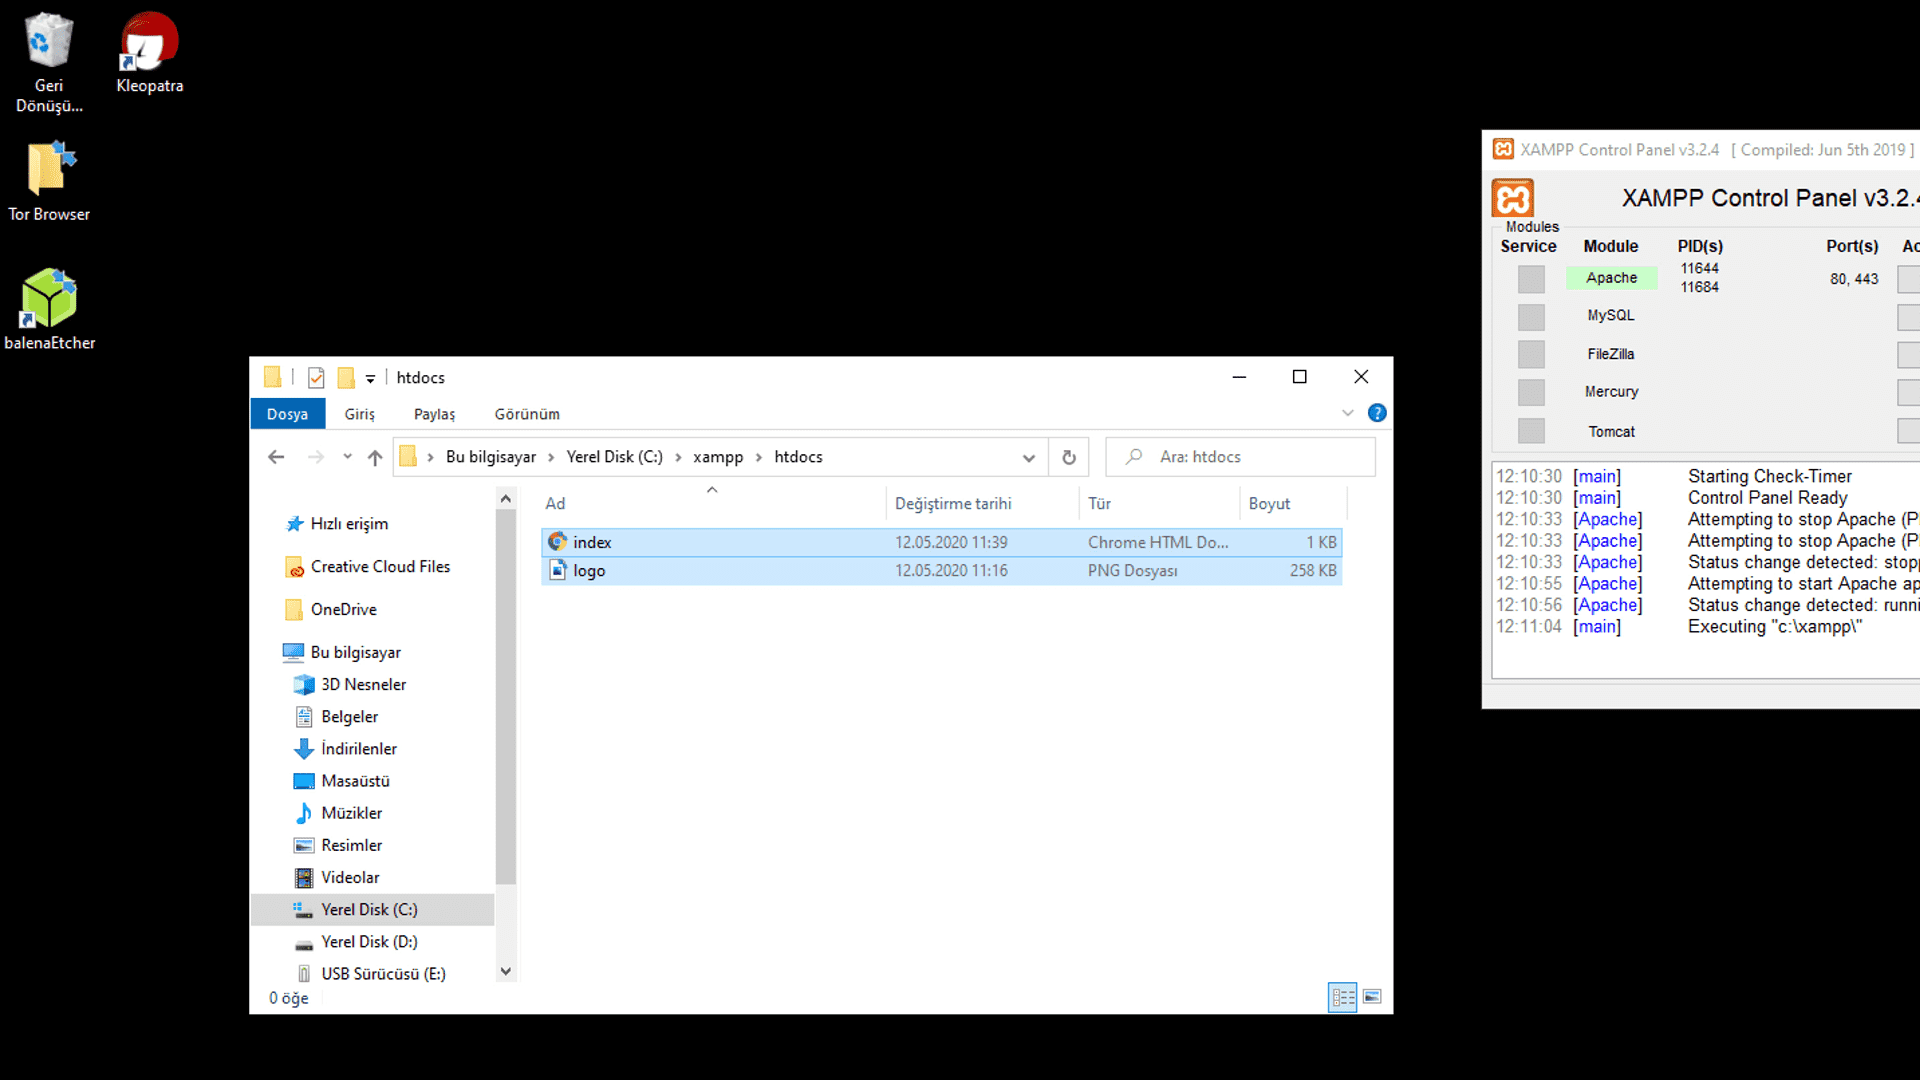 Geri
Dönüşü...
Kleopatra
Tor Browser
balenaEtcher
htdocs
Dosya
Giriş
Paylaş
Görünüm
?
Bu bilgisayar
Yerel Disk (C:)
xampp
htdocs
Ara: htdocs
Ad
Değiştirme tarihi
Tür
Boyut
index
12.05.2020 11:39
Chrome HTML Do...
1 KB
logo
12.05.2020 11:16
PNG Dosyası
258 KB
Hızlı erişim
Creative Cloud Files
OneDrive
Bu bilgisayar
3D Nesneler
Belgeler
İndirilenler
Masaüstü
Müzikler
Resimler
Videolar
Yerel Disk (C:)
Yerel Disk (D:)
USB Sürücüsü (E:)
0 öğe
XAMPP Control Panel v3.2.4 [ Compiled: Jun 5th 2019 ]
XAMPP Control Panel v3.2.4
Modules
Service Module PID(s) Port(s) Ac
Apache
11644
11684
80, 443
MySQL
FileZilla
Mercury
Tomcat
12:10:30 [main] Starting Check-Timer
12:10:30 [main] Control Panel Ready
12:10:33 [Apache] Attempting to stop Apache (P
12:10:33 [Apache] Attempting to stop Apache (P
12:10:33 [Apache] Status change detected: stopp
12:10:55 [Apache] Attempting to start Apache ap
12:10:56 [Apache] Status change detected: runni
12:11:04 [main] Executing "c:\xampp\"